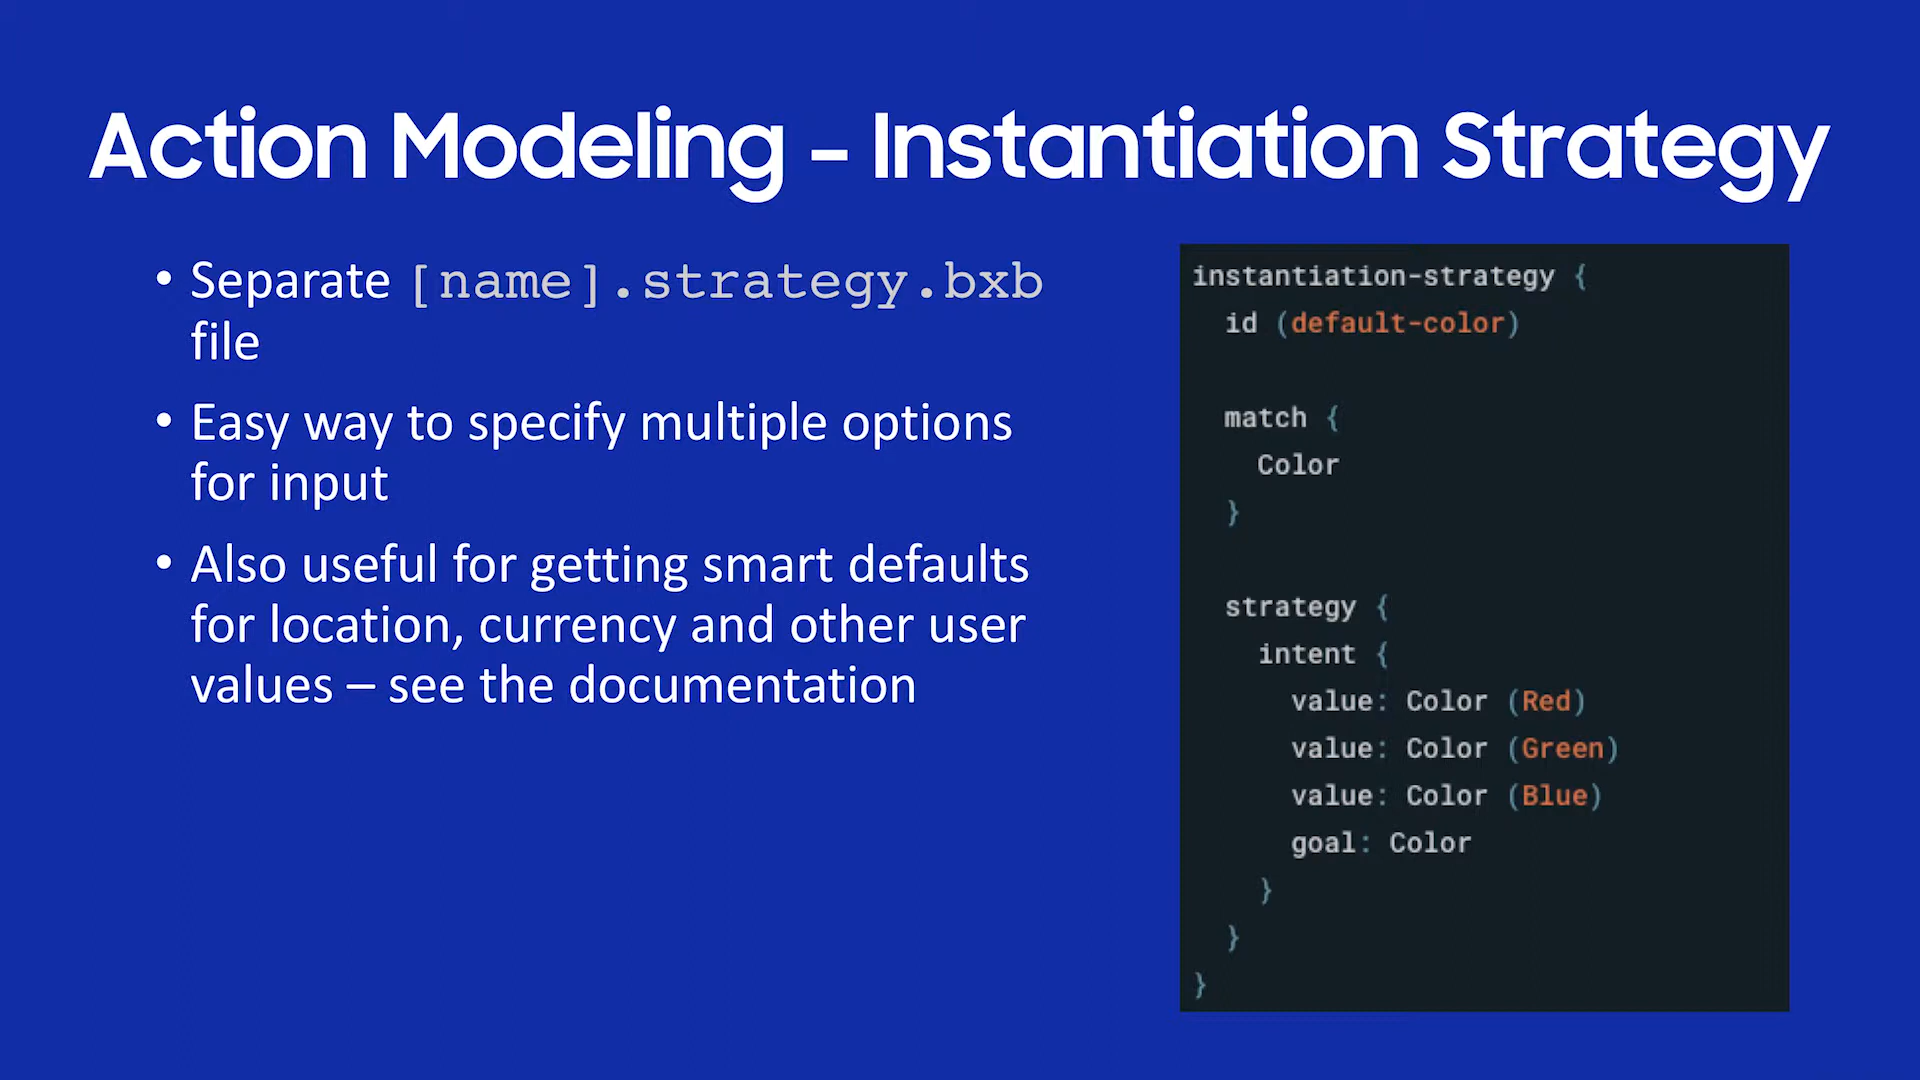 Action Modeling – Instantiation Strategy
• Separate [name].strategy.bxb
file
• Easy way to specify multiple options
for input
• Also useful for getting smart defaults
for location, currency and other user
values – see the documentation
instantiation-strategy {
  id (default-color)

  match {
    Color
  }

  strategy {
    intent {
      value: Color (Red)
      value: Color (Green)
      value: Color (Blue)
      goal: Color
    }
  }
}